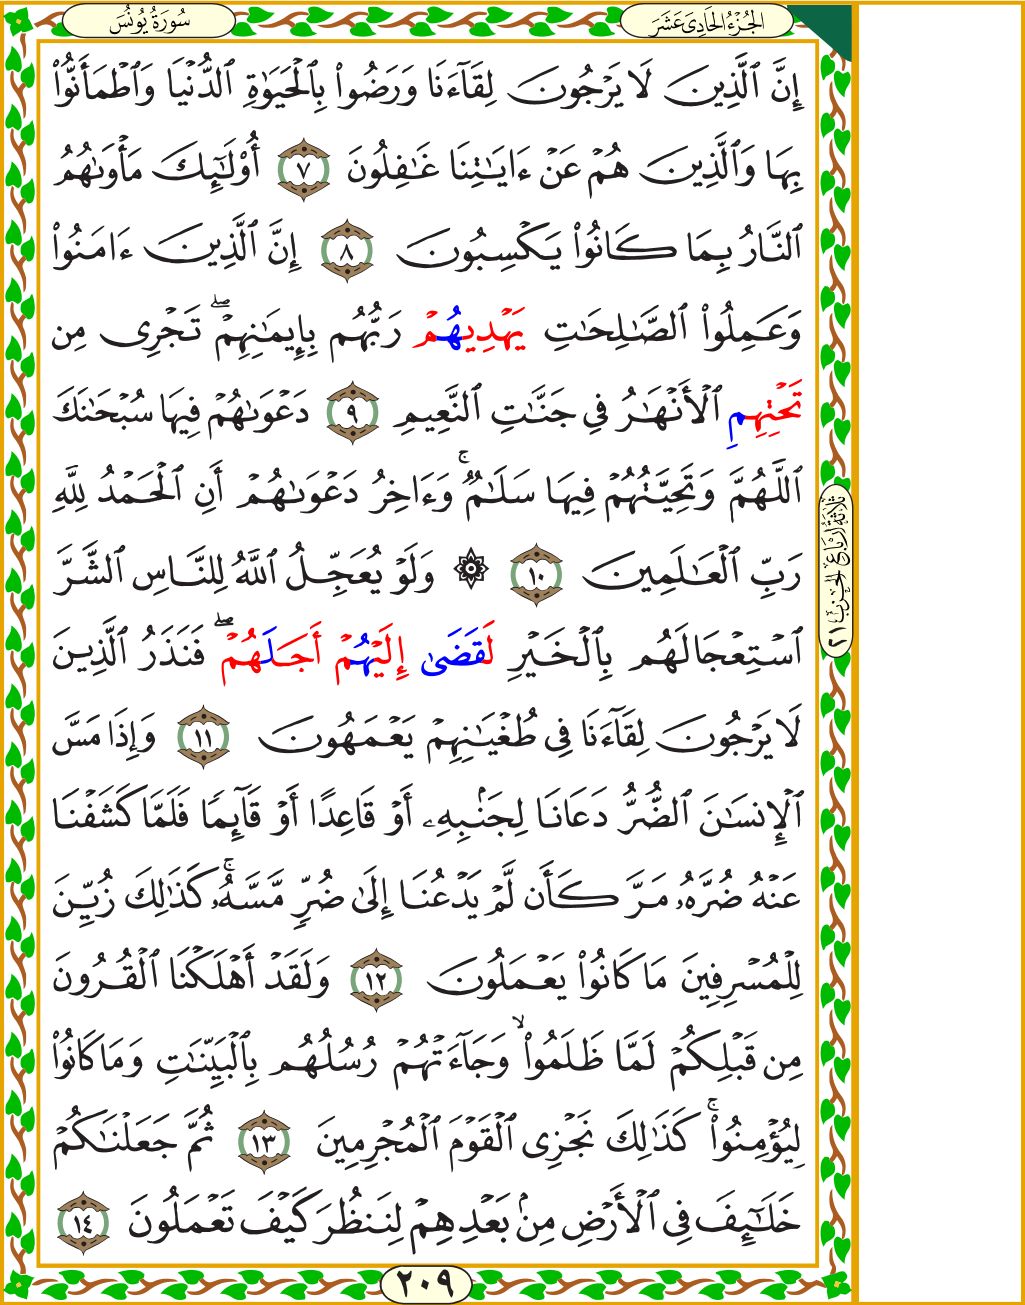 الجُزْءُ الحَادِيَ عَشَرَ
سُورَةُ يُونُسَ
إِنَّ ٱلَّذِينَ لَا يَرْجُونَ لِقَآءَنَا وَرَضُوا۟ بِٱلْحَيَوٰةِ ٱلدُّنْيَا وَٱطْمَأَنُّوا۟
بِهَا وَٱلَّذِينَ هُمْ عَنْ ءَايَـٰتِنَا غَـٰفِلُونَ ٧ أُو۟لَـٰٓئِكَ مَأْوَىٰهُمُ
ٱلنَّارُ بِمَا كَانُوا۟ يَكْسِبُونَ ٨ إِنَّ ٱلَّذِينَ ءَامَنُوا۟
وَعَمِلُوا۟ ٱلصَّـٰلِحَـٰتِ يَهْدِيهُمْ رَبُّهُم بِإِيمَـٰنِهِمْ ۖ تَجْرِى مِن
تَحْتِهِمِ ٱلْأَنْهَـٰرُ فِى جَنَّـٰتِ ٱلنَّعِيمِ ٩ دَعْوَىٰهُمْ فِيهَا سُبْحَـٰنَكَ
ٱللَّهُمَّ وَتَحِيَّتُهُمْ فِيهَا سَلَـٰمٌ ۚ وَءَاخِرُ دَعْوَىٰهُمْ أَنِ ٱلْحَمْدُ لِلَّهِ
رَبِّ ٱلْعَـٰلَمِينَ ١٠ ۞ وَلَوْ يُعَجِّلُ ٱللَّهُ لِلنَّاسِ ٱلشَّرَّ
ٱسْتِعْجَالَهُم بِٱلْخَيْرِ لَقَضَىٰ إِلَيْهُمْ أَجَلَهُمْ ۖ فَنَذَرُ ٱلَّذِينَ
لَا يَرْجُونَ لِقَآءَنَا فِى طُغْيَـٰنِهِمْ يَعْمَهُونَ ١١ وَإِذَا مَسَّ
ٱلْإِنسَـٰنَ ٱلضُّرُّ دَعَانَا لِجَنۢبِهِۦٓ أَوْ قَاعِدًا أَوْ قَآئِمًا فَلَمَّا كَشَفْنَا
عَنْهُ ضُرَّهُۥ مَرَّ كَأَن لَّمْ يَدْعُنَآ إِلَىٰ ضُرٍّ مَّسَّهُۥ ۚ كَذَٰلِكَ زُيِّنَ
لِلْمُسْرِفِينَ مَا كَانُوا۟ يَعْمَلُونَ ١٢ وَلَقَدْ أَهْلَكْنَا ٱلْقُرُونَ
مِن قَبْلِكُمْ لَمَّا ظَلَمُوا۟ ۙ وَجَآءَتْهُمْ رُسُلُهُم بِٱلْبَيِّنَـٰتِ وَمَا كَانُوا۟
لِيُؤْمِنُوا۟ ۚ كَذَٰلِكَ نَجْزِى ٱلْقَوْمَ ٱلْمُجْرِمِينَ ١٣ ثُمَّ جَعَلْنَـٰكُمْ
خَلَـٰٓئِفَ فِى ٱلْأَرْضِ مِنۢ بَعْدِهِمْ لِنَنظُرَ كَيْفَ تَعْمَلُونَ ١٤
ثَلَاثَةُ أَرْبَاعِ الْحِزْبِ ٢١
٢٠٩